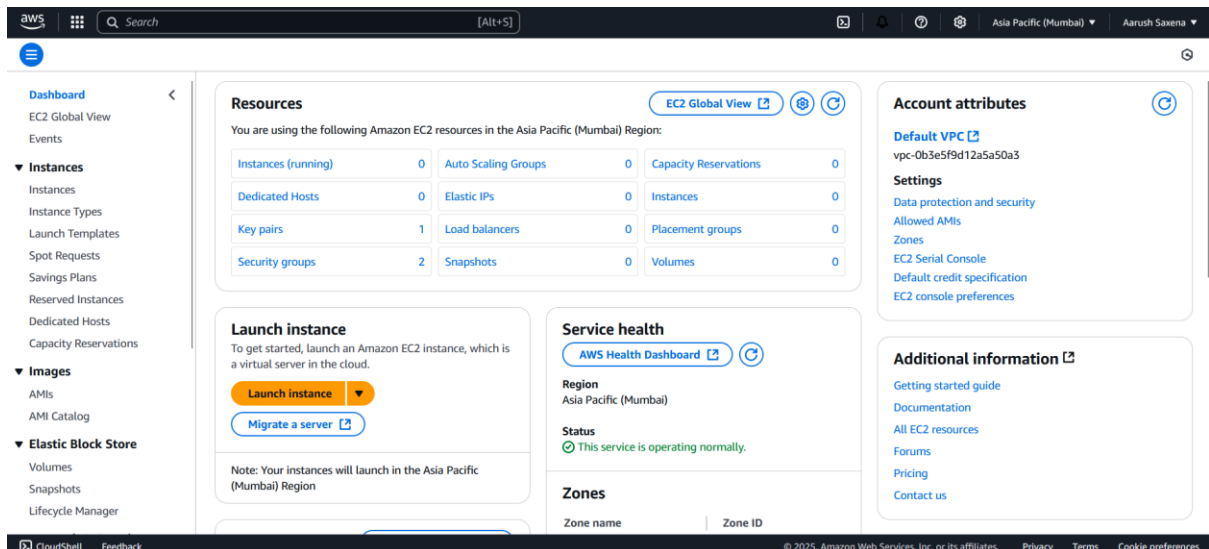 aws
Search
[Alt+S]
Asia Pacific (Mumbai) ▼
Aarush Saxena ▼
Dashboard
EC2 Global View
Events
▼ Instances
Instances
Instance Types
Launch Templates
Spot Requests
Savings Plans
Reserved Instances
Dedicated Hosts
Capacity Reservations
▼ Images
AMIs
AMI Catalog
▼ Elastic Block Store
Volumes
Snapshots
Lifecycle Manager
Resources
EC2 Global View
You are using the following Amazon EC2 resources in the Asia Pacific (Mumbai) Region:
Instances (running) 0 Auto Scaling Groups 0 Capacity Reservations 0
Dedicated Hosts 0 Elastic IPs 0 Instances 0
Key pairs 1 Load balancers 0 Placement groups 0
Security groups 2 Snapshots 0 Volumes 0
Launch instance
To get started, launch an Amazon EC2 instance, which is
a virtual server in the cloud.
Launch instance ▼
Migrate a server
Note: Your instances will launch in the Asia Pacific
(Mumbai) Region
Service health
AWS Health Dashboard
Region
Asia Pacific (Mumbai)
Status
This service is operating normally.
Zones
Zone name Zone ID
Account attributes
Default VPC
vpc-0b3e5f9d12a5a50a3
Settings
Data protection and security
Allowed AMIs
Zones
EC2 Serial Console
Default credit specification
EC2 console preferences
Additional information
Getting started guide
Documentation
All EC2 resources
Forums
Pricing
Contact us
CloudShell Feedback
© 2025, Amazon Web Services, Inc. or its affiliates. Privacy Terms Cookie preferences